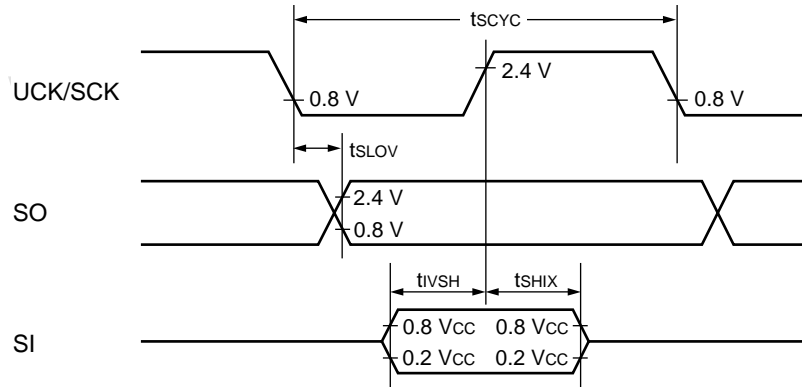 tSCYC
UCK/SCK
2.4 V
0.8 V
0.8 V
tSLOV
SO
2.4 V
0.8 V
tIVSH
tSHIX
SI
0.8 VCC
0.8 VCC
0.2 VCC
0.2 VCC